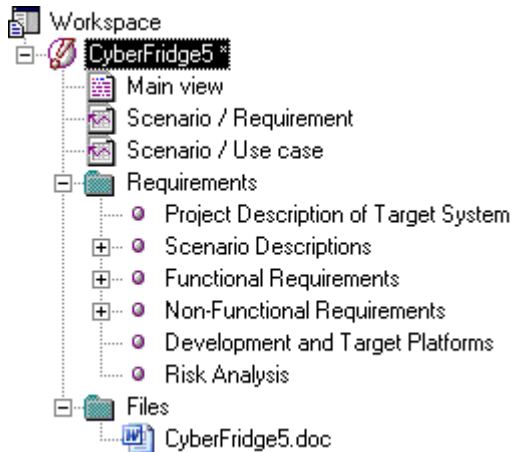 Workspace
CyberFridge5 *
Main view
Scenario / Requirement
Scenario / Use case
Requirements
Project Description of Target System
Scenario Descriptions
Functional Requirements
Non-Functional Requirements
Development and Target Platforms
Risk Analysis
Files
CyberFridge5.doc